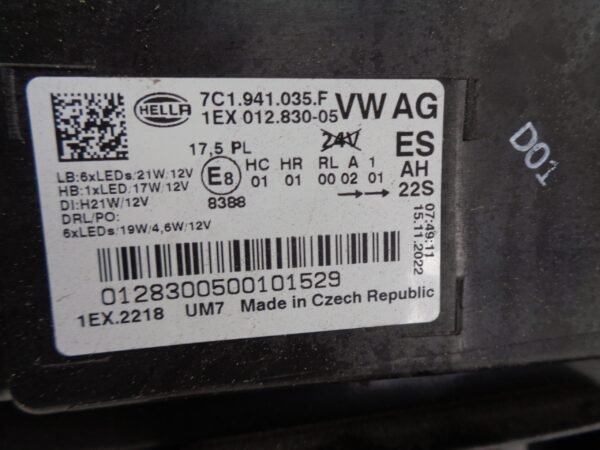 HELLA
7C1.941.035.F VW AG
1EX 012.830-05
17,5 PL 24V ES
LB:6xLEDs/21W/12V
HB:1xLED/17W/12V
DI:H21W/12V
DRL/PO:
6xLEDs/19W/4,6W/12V
E8
8388
HC HR RL A 1
01 01 00 02 01
AH
22S
07:49:11
15.11.2022
01283000500101529
1EX.2218 UM7 Made in Czech Republic
D01